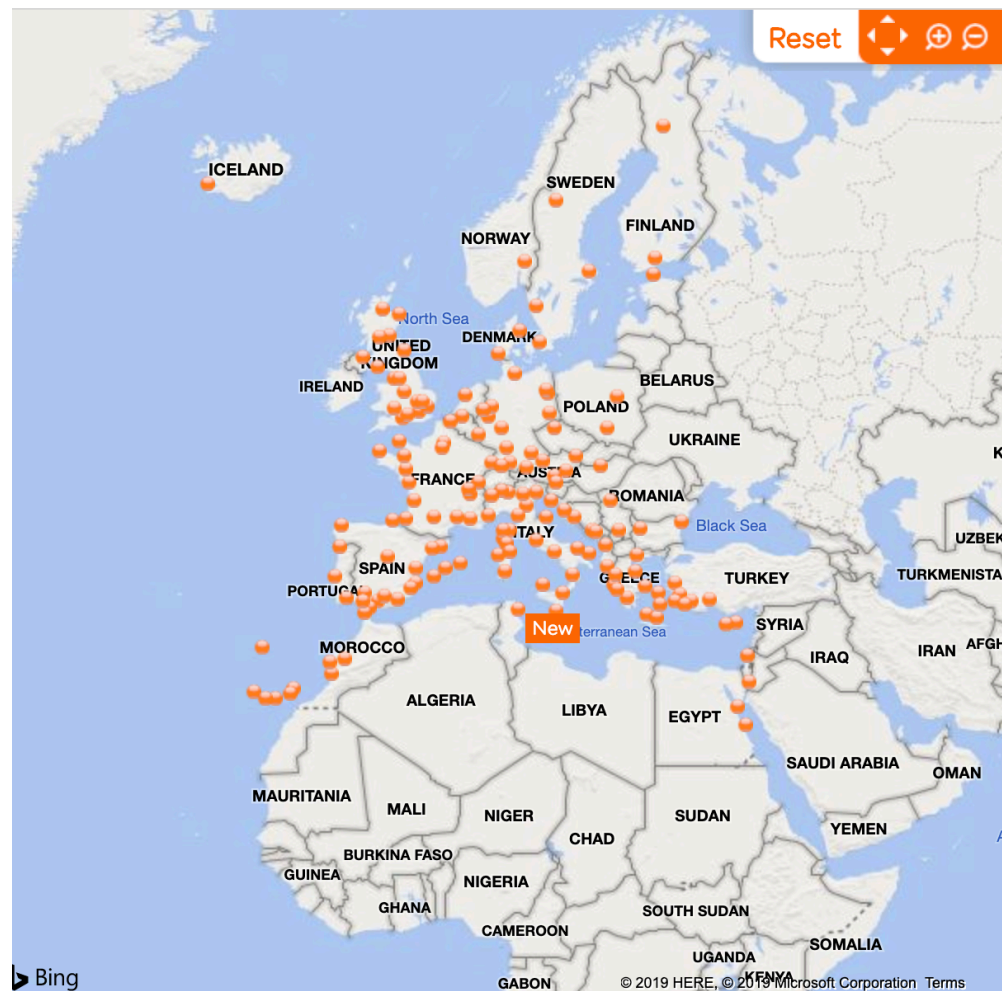 Reset
ICELAND
SWEDEN
FINLAND
NORWAY
North Sea
DENMARK
UNITED
KINGDOM
IRELAND
BELARUS
POLAND
UKRAINE
K
FRANCE
AUSTRIA
ROMANIA
Black Sea
ITALY
UZBEK
SPAIN
GREECE
TURKEY
TURKMENISTA
PORTUGA
New
terranean Sea
SYRIA
MOROCCO
IRAQ
IRAN
AFGH
ALGERIA
LIBYA
EGYPT
SAUDI ARABIA
OMAN
MAURITANIA
MALI
NIGER
CHAD
SUDAN
YEMEN
A
BURKINA FASO
GUINEA
NIGERIA
GHANA
SOUTH SUDAN
CAMEROON
SOMALIA
UGANDA
KENYA
GABON
Bing
© 2019 HERE, © 2019 Microsoft Corporation Terms